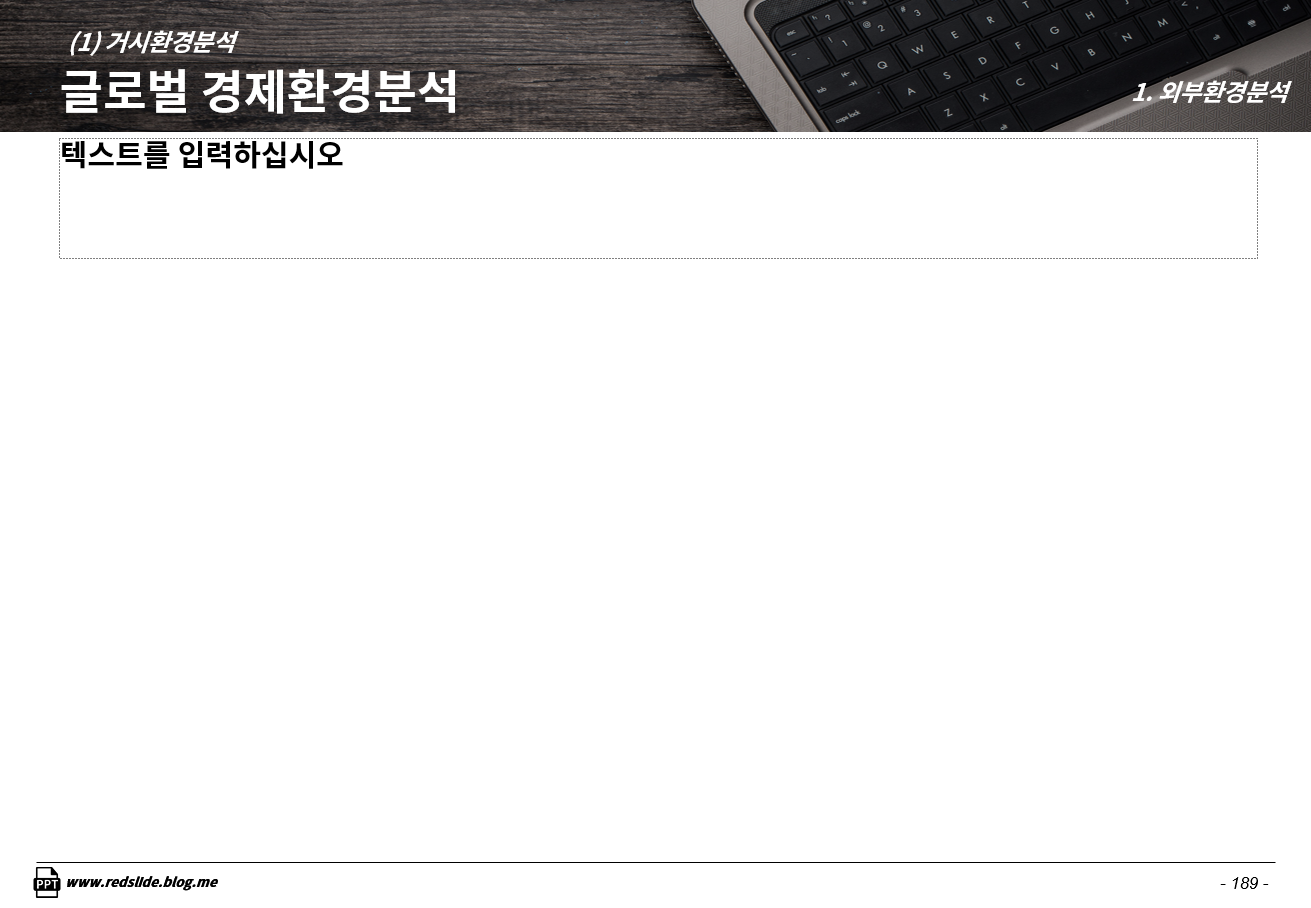 (1) 거시환경분석
글로벌 경제환경분석
1. 외부환경분석
텍스트를 입력하십시오
PPT www.redslide.blog.me
- 189 -